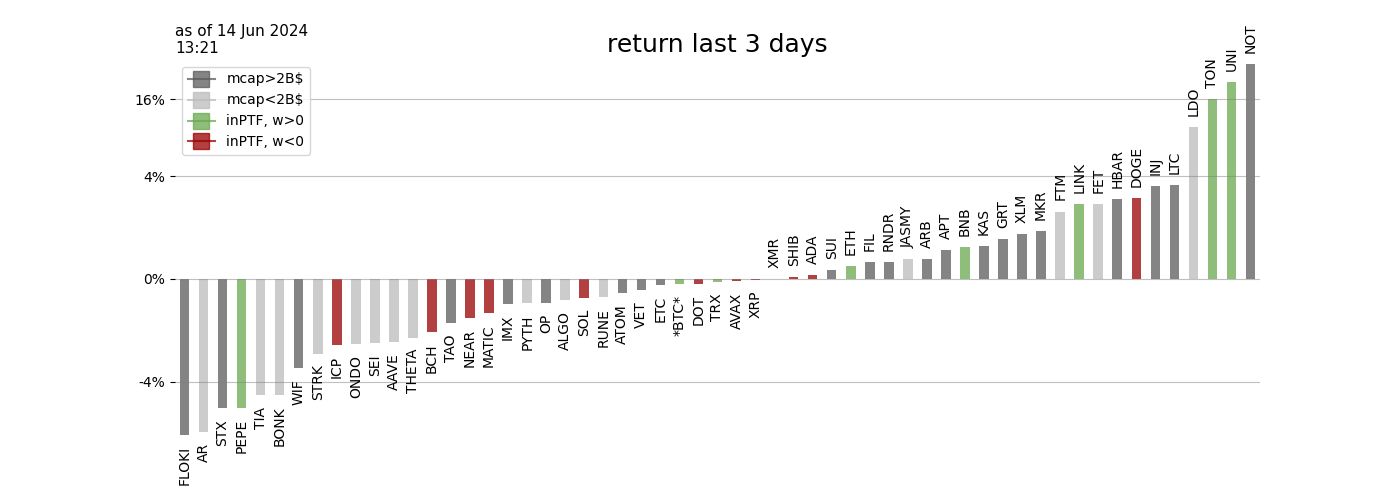 as of 14 Jun 2024
13:21
return last 3 days
mcap>2B$
mcap<2B$
inPTF, w>0
inPTF, w<0
16%
4%
0%
-4%
FLOKI
AR
STX
PEPE
TIA
BONK
WIF
STRK
ICP
ONDO
SEI
AAVE
THETA
BCH
TAO
NEAR
MATIC
IMX
PYTH
OP
ALGO
SOL
RUNE
ATOM
VET
ETC
*BTC*
DOT
TRX
AVAX
XRP
XMR
SHIB
ADA
SUI
ETH
FIL
RNDR
JASMY
ARB
APT
BNB
KAS
GRT
XLM
MKR
FTM
LINK
FET
HBAR
DOGE
INJ
LTC
LDO
TON
UNI
NOT